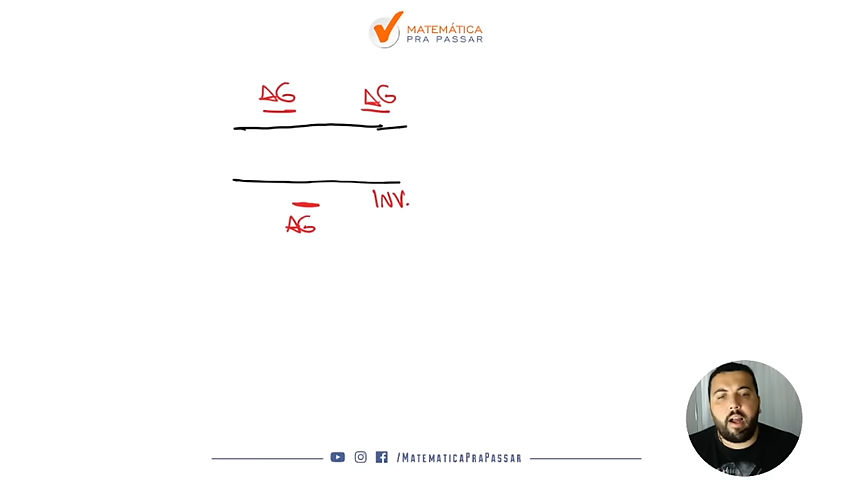 MATEMÁTICA
PRA PASSAR
AG AG
INV.
AG
/MATEMATICAPRAPASSAR